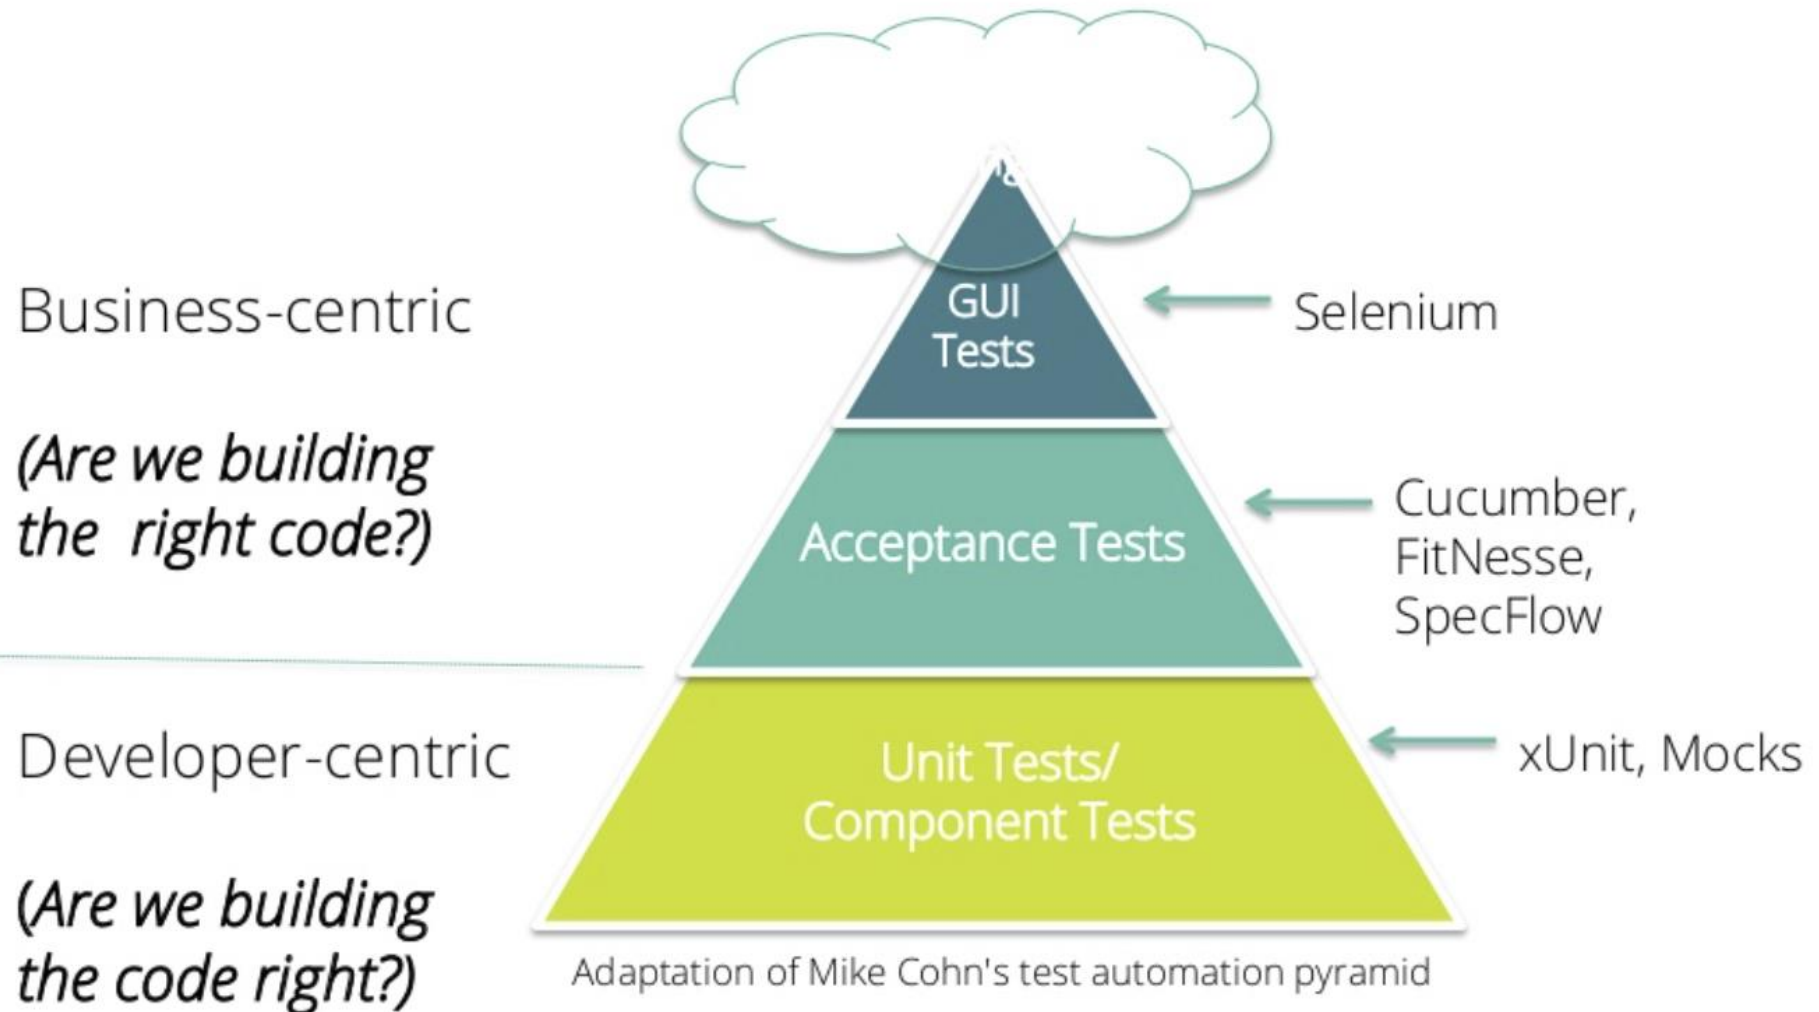 Business-centric
(Are we building
the right code?)
Developer-centric
(Are we building
the code right?)
GUI
Tests
Acceptance Tests
Unit Tests/
Component Tests
Selenium
Cucumber,
FitNesse,
SpecFlow
xUnit, Mocks
Adaptation of Mike Cohn's test automation pyramid